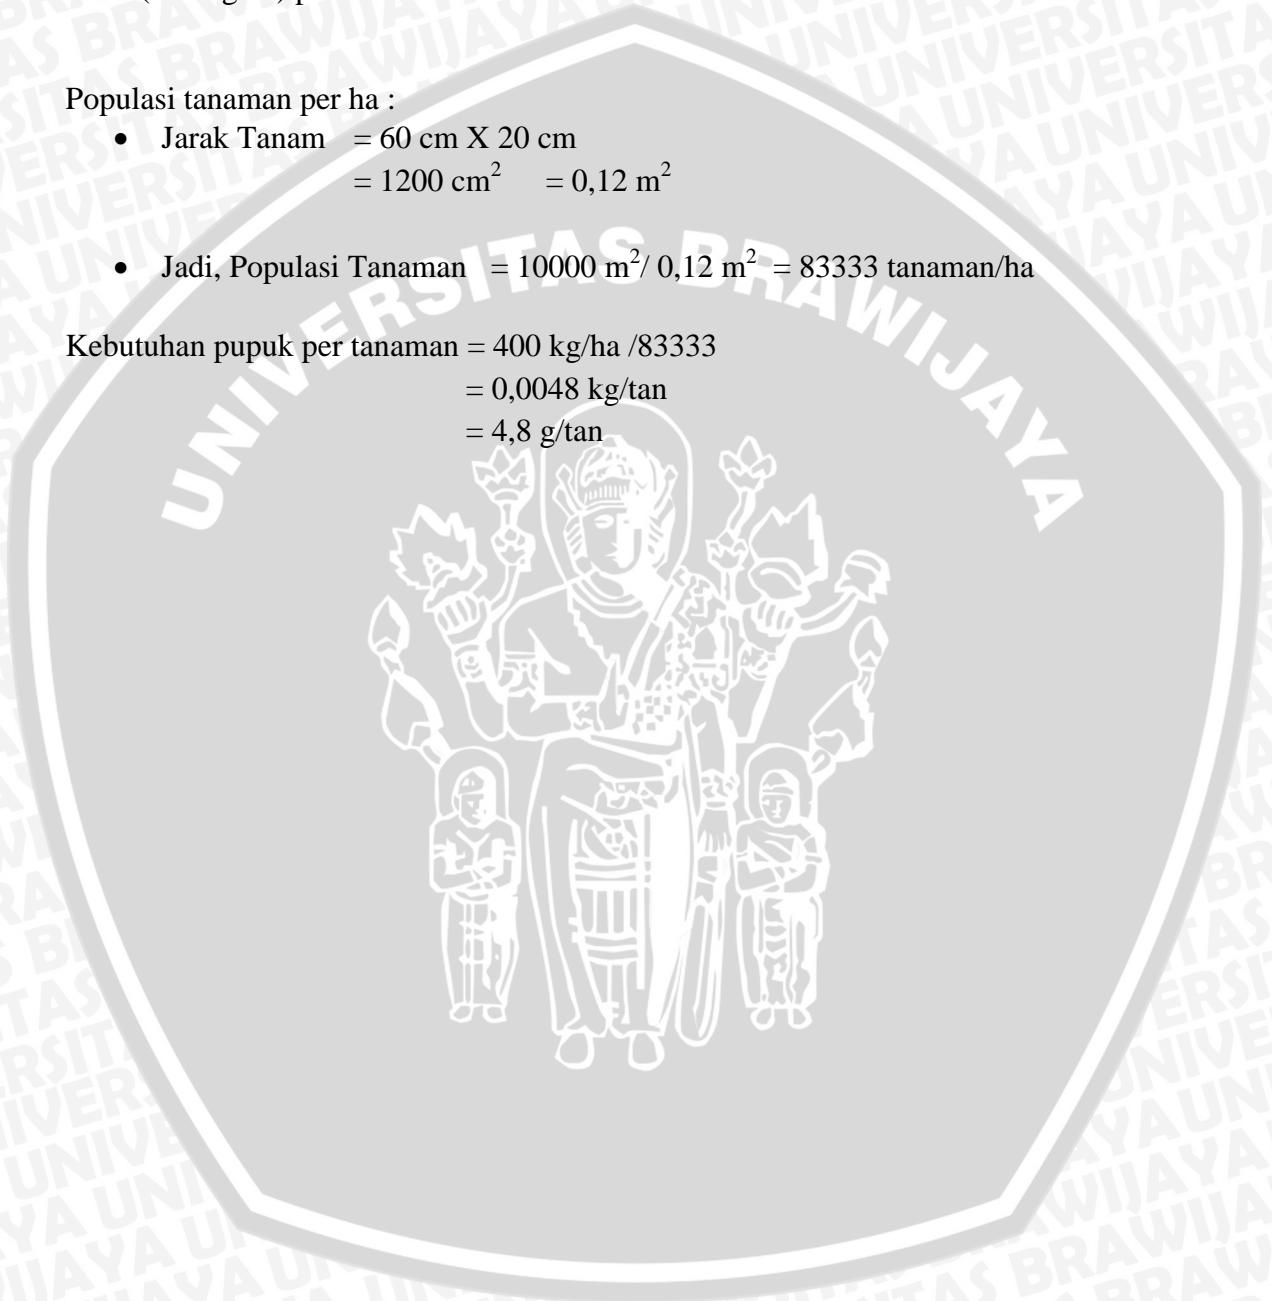 Populasi tanaman per ha :
• Jarak Tanam = 60 cm X 20 cm
= 1200 cm² = 0,12 m²
• Jadi, Populasi Tanaman = 10000 m²/ 0,12 m² = 83333 tanaman/ha
Kebutuhan pupuk per tanaman = 400 kg/ha /83333
= 0,0048 kg/tan
= 4,8 g/tan
UNIVERSITAS BRAWIJAYA